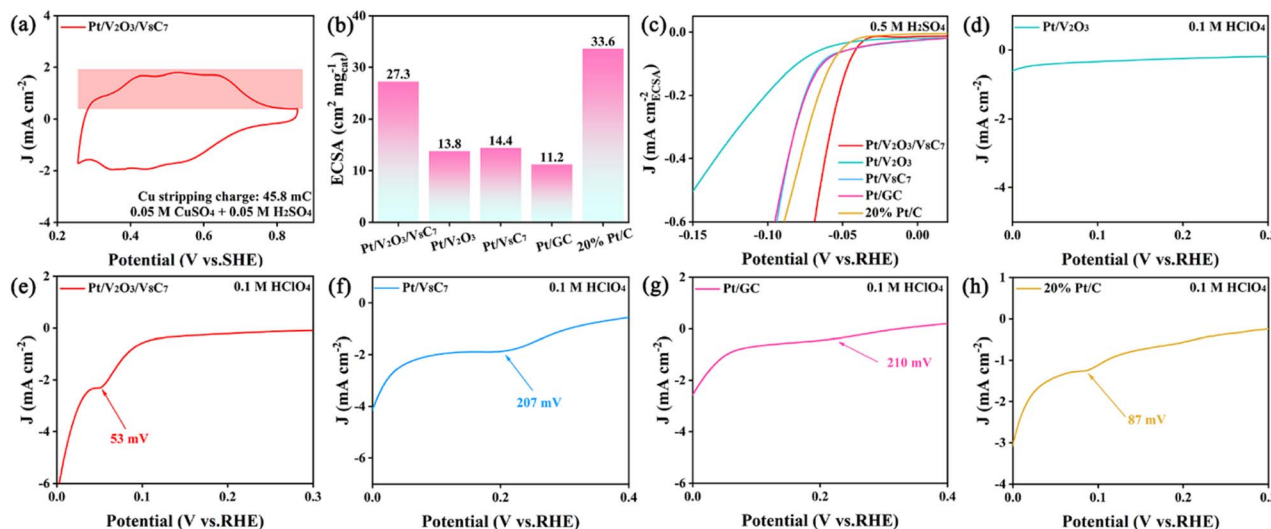 (a)
Pt/V₂O₃/V₈C₇
Cu stripping charge: 45.8 mC
0.05 M CuSO₄ + 0.05 M H₂SO₄
J (mA cm⁻²)
4
2
0
-2
-4
0.2 0.4 0.6 0.8
Potential (V vs.SHE)
(b)
ECSA (cm² mg⁻¹cat)
40
30
20
10
0
27.3
13.8
14.4
11.2
33.6
Pt/V₂O₃/V₈C₇
Pt/V₂O₃
Pt/V₈C₇
Pt/GC
20% Pt/C
(c)
0.5 M H₂SO₄
J (mA cm⁻²ECSA)
0.0
-0.2
-0.4
-0.6
Pt/V₂O₃/V₈C₇
Pt/V₂O₃
Pt/V₈C₇
Pt/GC
20% Pt/C
-0.15 -0.10 -0.05 0.00
Potential (V vs.RHE)
(d)
Pt/V₂O₃ 0.1 M HClO₄
J (mA cm⁻²)
0
-2
-4
0.0 0.1 0.2 0.3
Potential (V vs.RHE)
(e)
Pt/V₂O₃/V₈C₇ 0.1 M HClO₄
J (mA cm⁻²)
2
0
-2
-4
-6
53 mV
0.0 0.1 0.2 0.3
Potential (V vs.RHE)
(f)
Pt/V₈C₇ 0.1 M HClO₄
J (mA cm⁻²)
0
-2
-4
-6
207 mV
0.0 0.2 0.4
Potential (V vs.RHE)
(g)
Pt/GC 0.1 M HClO₄
J (mA cm⁻²)
2
0
-2
-4
-6
210 mV
0.0 0.2 0.4
Potential (V vs.RHE)
(h)
20% Pt/C 0.1 M HClO₄
J (mA cm⁻²)
1
0
-1
-2
-3
-4
87 mV
0.0 0.1 0.2 0.3
Potential (V vs.RHE)